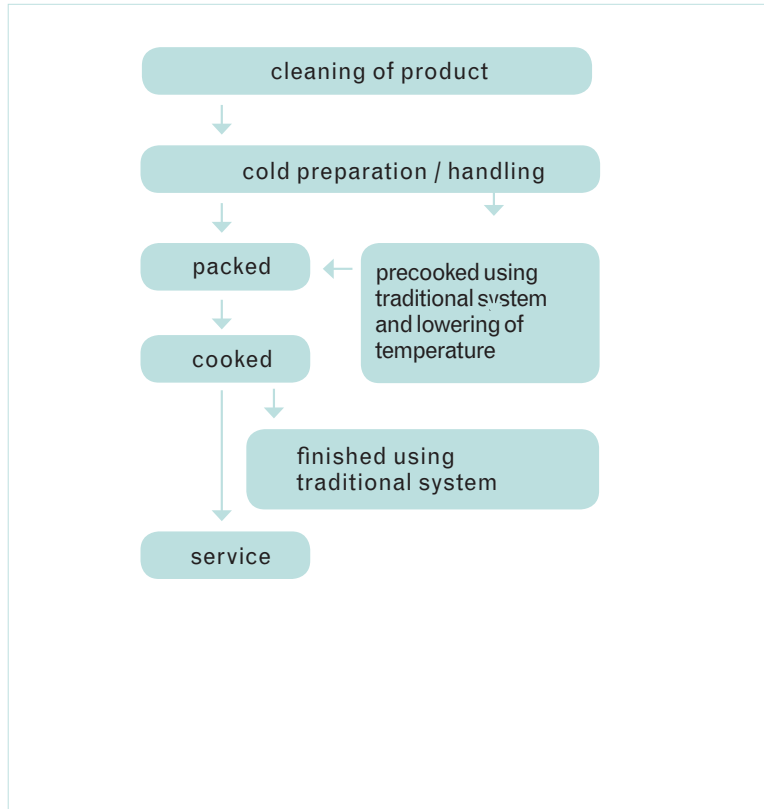 cleaning of product
cold preparation / handling
packed
precooked using
traditional system
and lowering of
temperature
cooked
finished using
traditional system
service